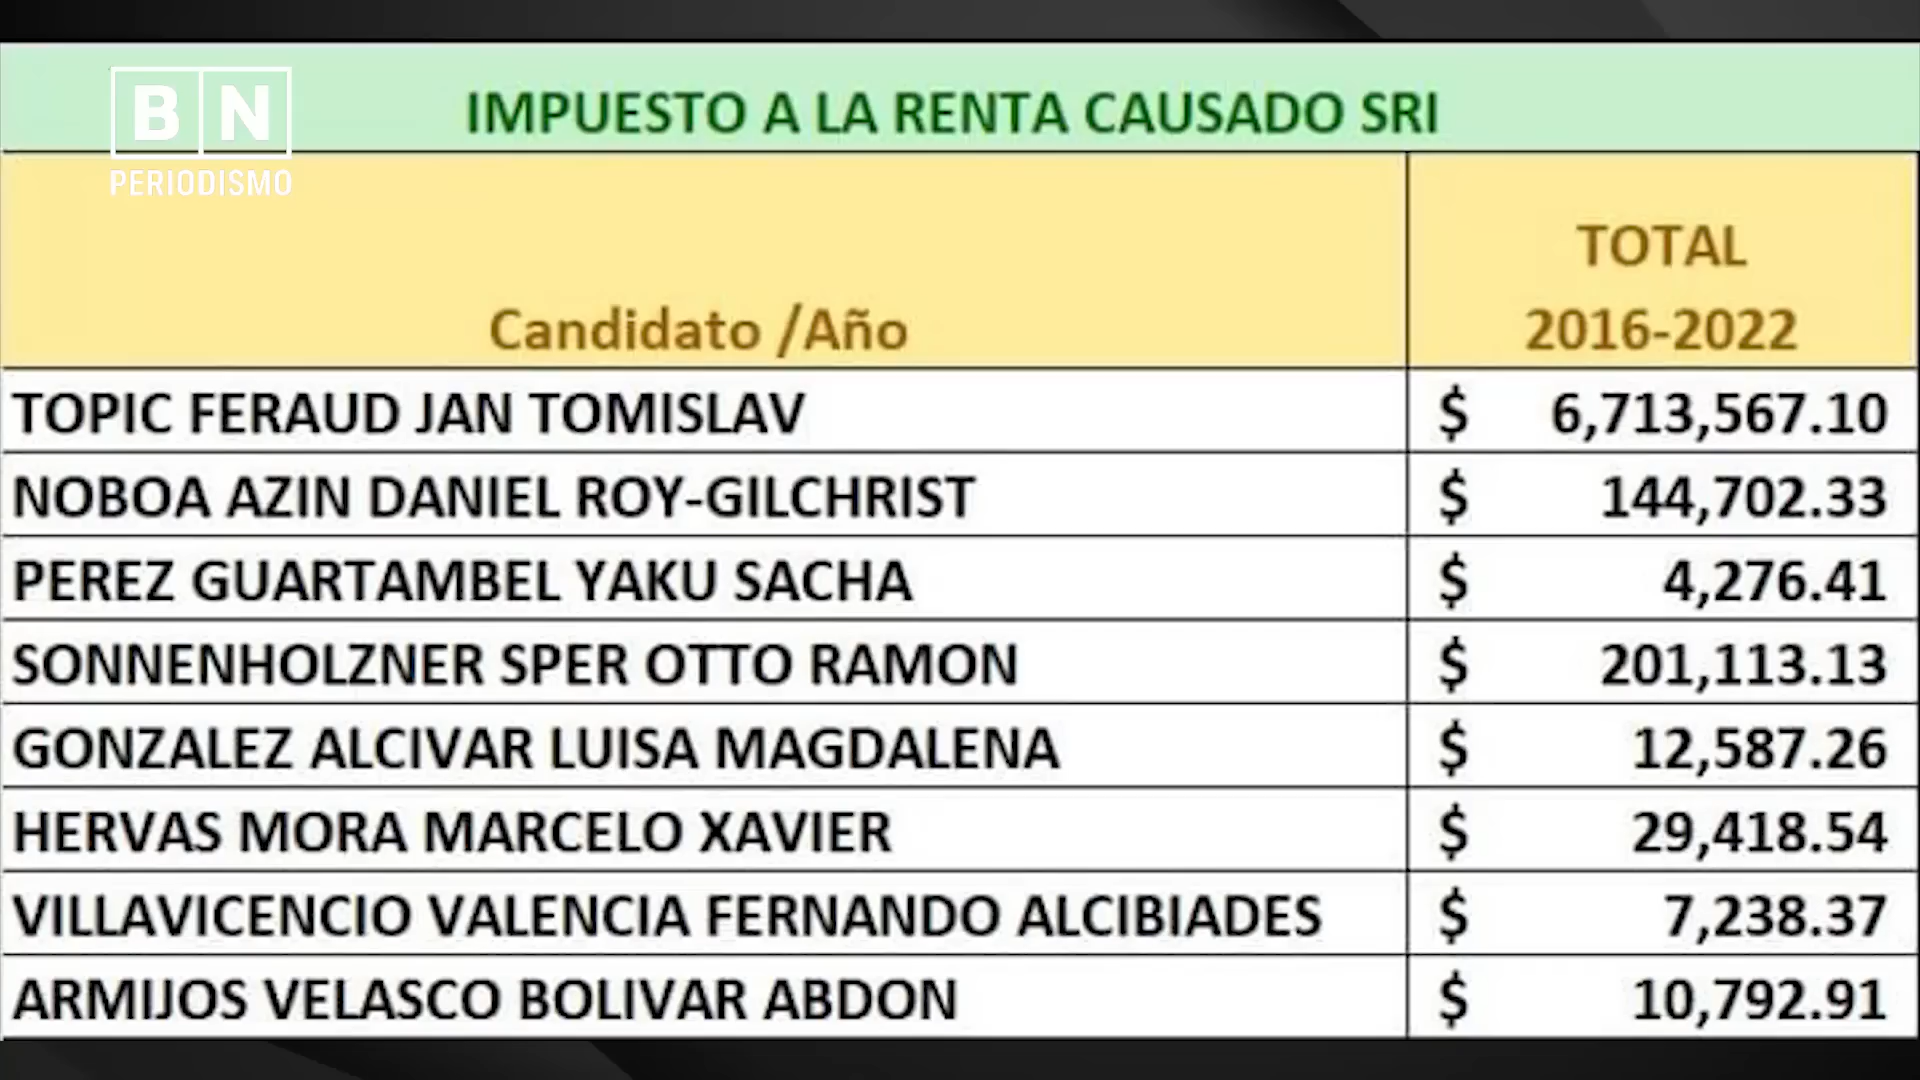 BN
PERIODISMO
IMPUESTO A LA RENTA CAUSADO SRI
Candidato /Año
TOTAL
2016-2022
TOPIC FERAUD JAN TOMISLAV $ 6,713,567.10
NOBOA AZIN DANIEL ROY-GILCHRIST $ 144,702.33
PEREZ GUARTAMBEL YAKU SACHA $ 4,276.41
SONNENHOLZNER SPER OTTO RAMON $ 201,113.13
GONZALEZ ALCIVAR LUISA MAGDALENA $ 12,587.26
HERVAS MORA MARCELO XAVIER $ 29,418.54
VILLAVICENCIO VALENCIA FERNANDO ALCIBIADES $ 7,238.37
ARMIJOS VELASCO BOLIVAR ABDON $ 10,792.91